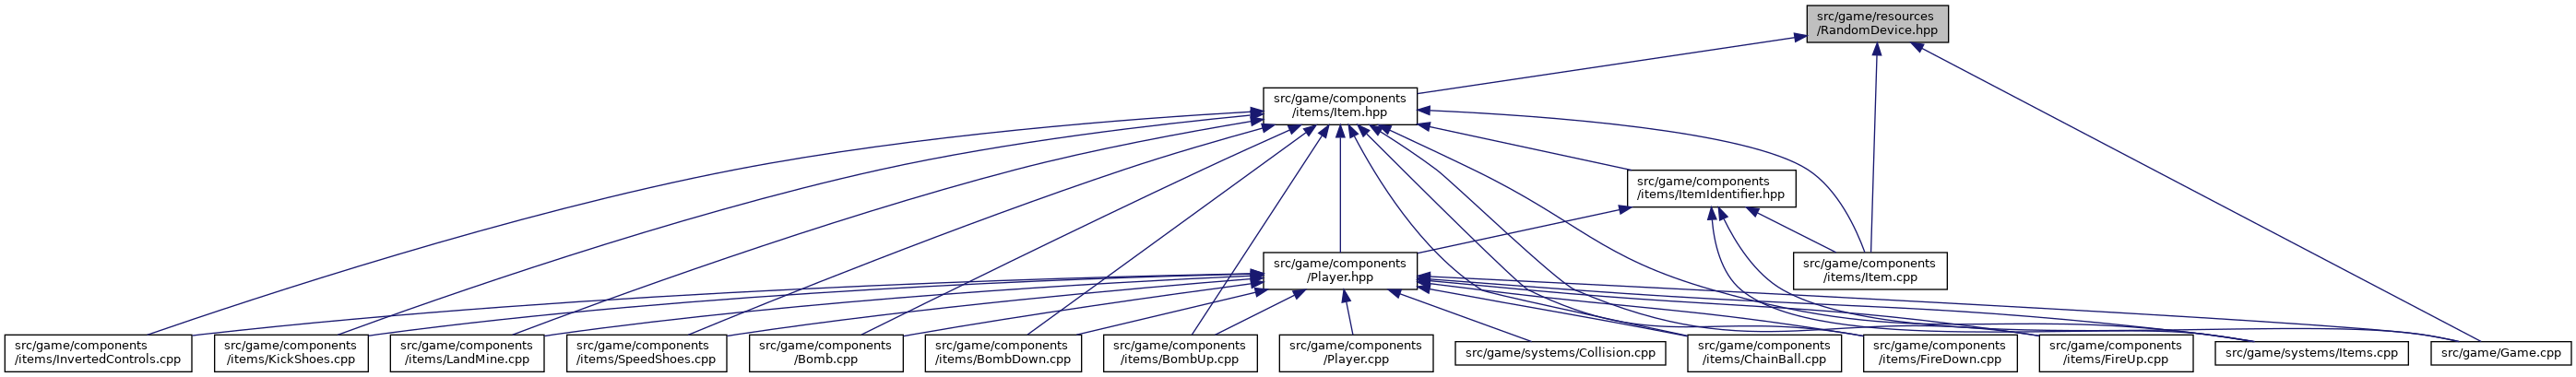 src/game/resources
/RandomDevice.hpp
src/game/components
/items/Item.hpp
src/game/components
/items/ItemIdentifier.hpp
src/game/components
/Player.hpp
src/game/components
/items/Item.cpp
src/game/components
/items/InvertedControls.cpp
src/game/components
/items/KickShoes.cpp
src/game/components
/items/LandMine.cpp
src/game/components
/items/SpeedShoes.cpp
src/game/components
/Bomb.cpp
src/game/components
/items/BombDown.cpp
src/game/components
/items/BombUp.cpp
src/game/components
/Player.cpp
src/game/systems/Collision.cpp
src/game/components
/items/ChainBall.cpp
src/game/components
/items/FireDown.cpp
src/game/components
/items/FireUp.cpp
src/game/systems/Items.cpp
src/game/Game.cpp